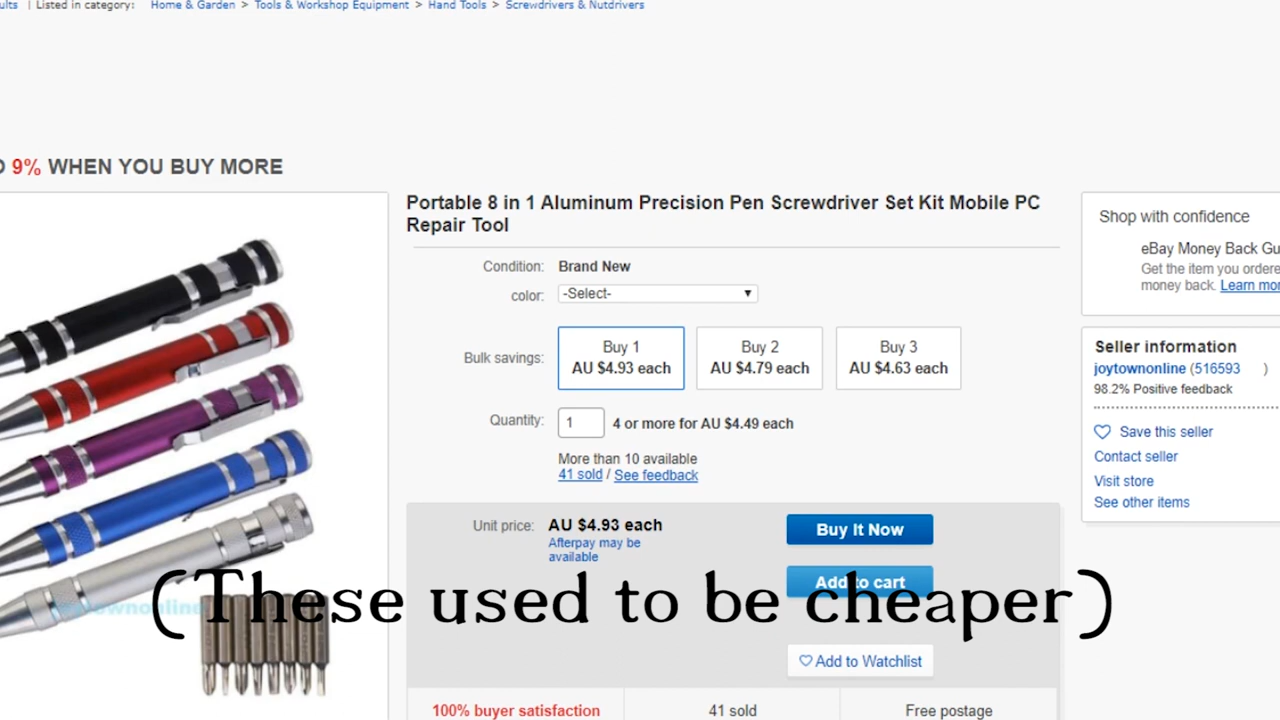 ults | Listed in category: Home & Garden > Tools & Workshop Equipment > Hand Tools > Screwdrivers & Nutdrivers
9% WHEN YOU BUY MORE
Portable 8 in 1 Aluminum Precision Pen Screwdriver Set Kit Mobile PC
Repair Tool
Condition: Brand New
color: -Select-
Bulk savings:
Buy 1
AU $4.93 each
Buy 2
AU $4.79 each
Buy 3
AU $4.63 each
Quantity: 1 4 or more for AU $4.49 each
More than 10 available
41 sold / See feedback
Unit price: AU $4.93 each
Afterpay may be
available
Buy It Now
Add to cart
Add to Watchlist
100% buyer satisfaction 41 sold Free postage
Shop with confidence
eBay Money Back Gu
Get the item you ordere
money back. Learn mor
Seller information
joytownonline (516593 )
98.2% Positive feedback
Save this seller
Contact seller
Visit store
See other items
joytownonline
(These used to be cheaper)